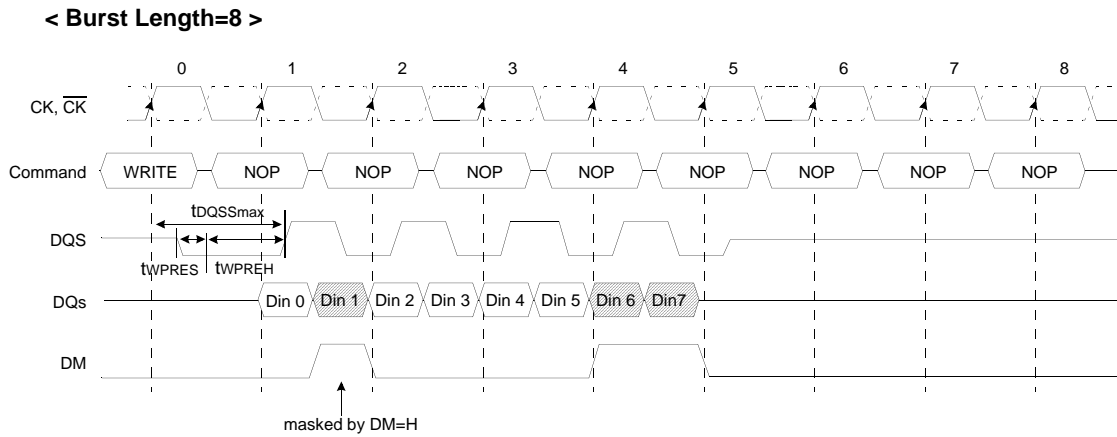 < Burst Length=8 >
0 1 2 3 4 5 6 7 8
CK, CK
Command WRITE NOP NOP NOP NOP NOP NOP NOP NOP
tDQSSmax
DQS
tWPRES tWPREH
DQs Din 0 Din 1 Din 2 Din 3 Din 4 Din 5 Din 6 Din7
DM
masked by DM=H